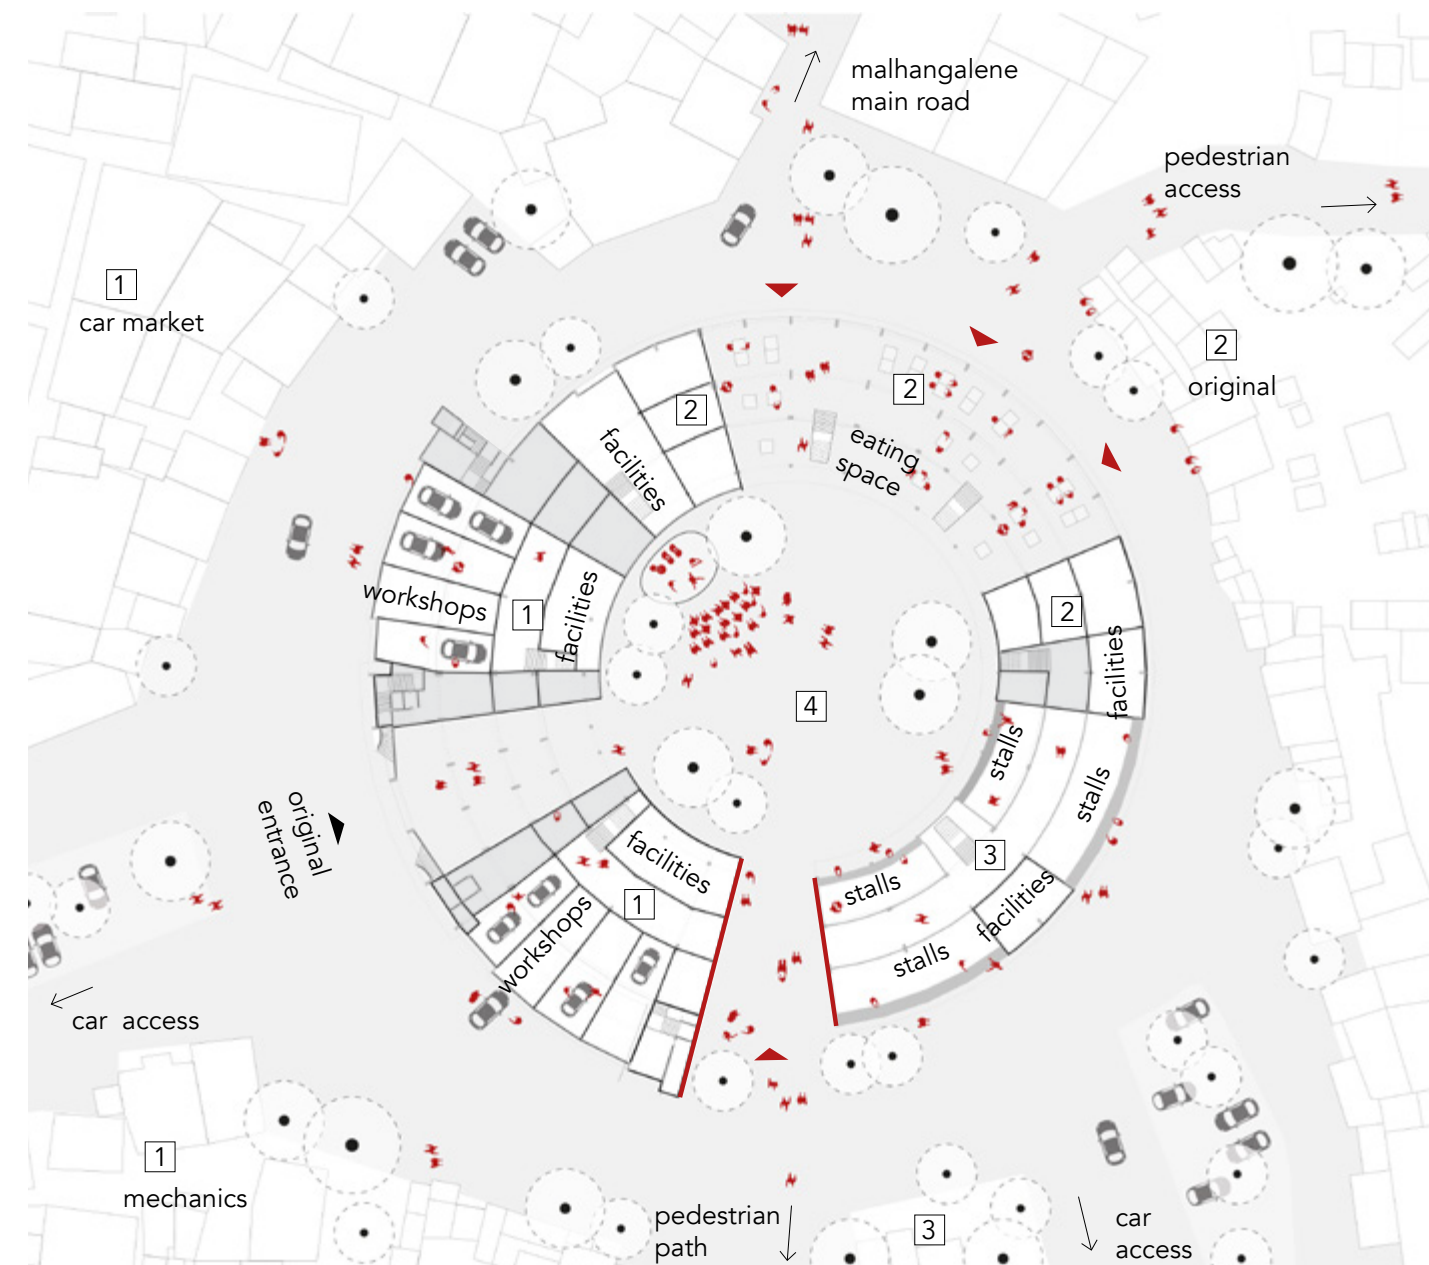 malhangalene
main road
pedestrian
access
1
car market
2
original
2
2
eating
space
facilities
workshops
1
facilities
2
facilities
4
stalls
stalls
original
entrance
facilities
3
stalls
facilities
1
workshops
stalls
car access
1
mechanics
pedestrian
path
3
car
access